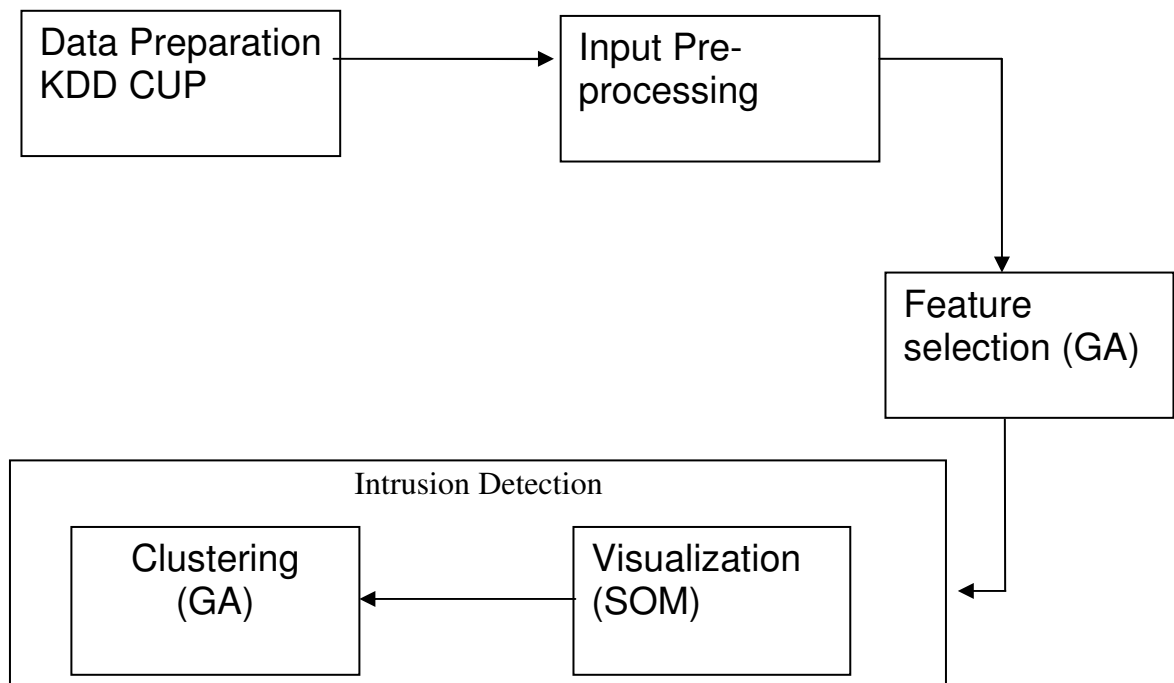 Data Preparation
KDD CUP
Input Pre-
processing
Feature
selection (GA)
Intrusion Detection
Clustering
(GA)
Visualization
(SOM)